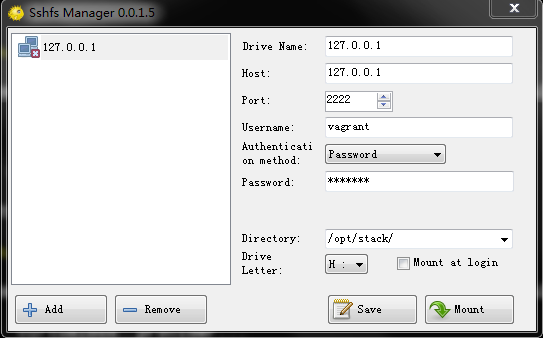 Sshfs Manager 0.0.1.5
X
127.0.0.1
Drive Name: 127.0.0.1
Host: 127.0.0.1
Port: 2222
Username: vagrant
Authenticati
on method: Password
Password: *******
Directory: /opt/stack/
Drive
Letter: H : Mount at login
Add Remove Save Mount